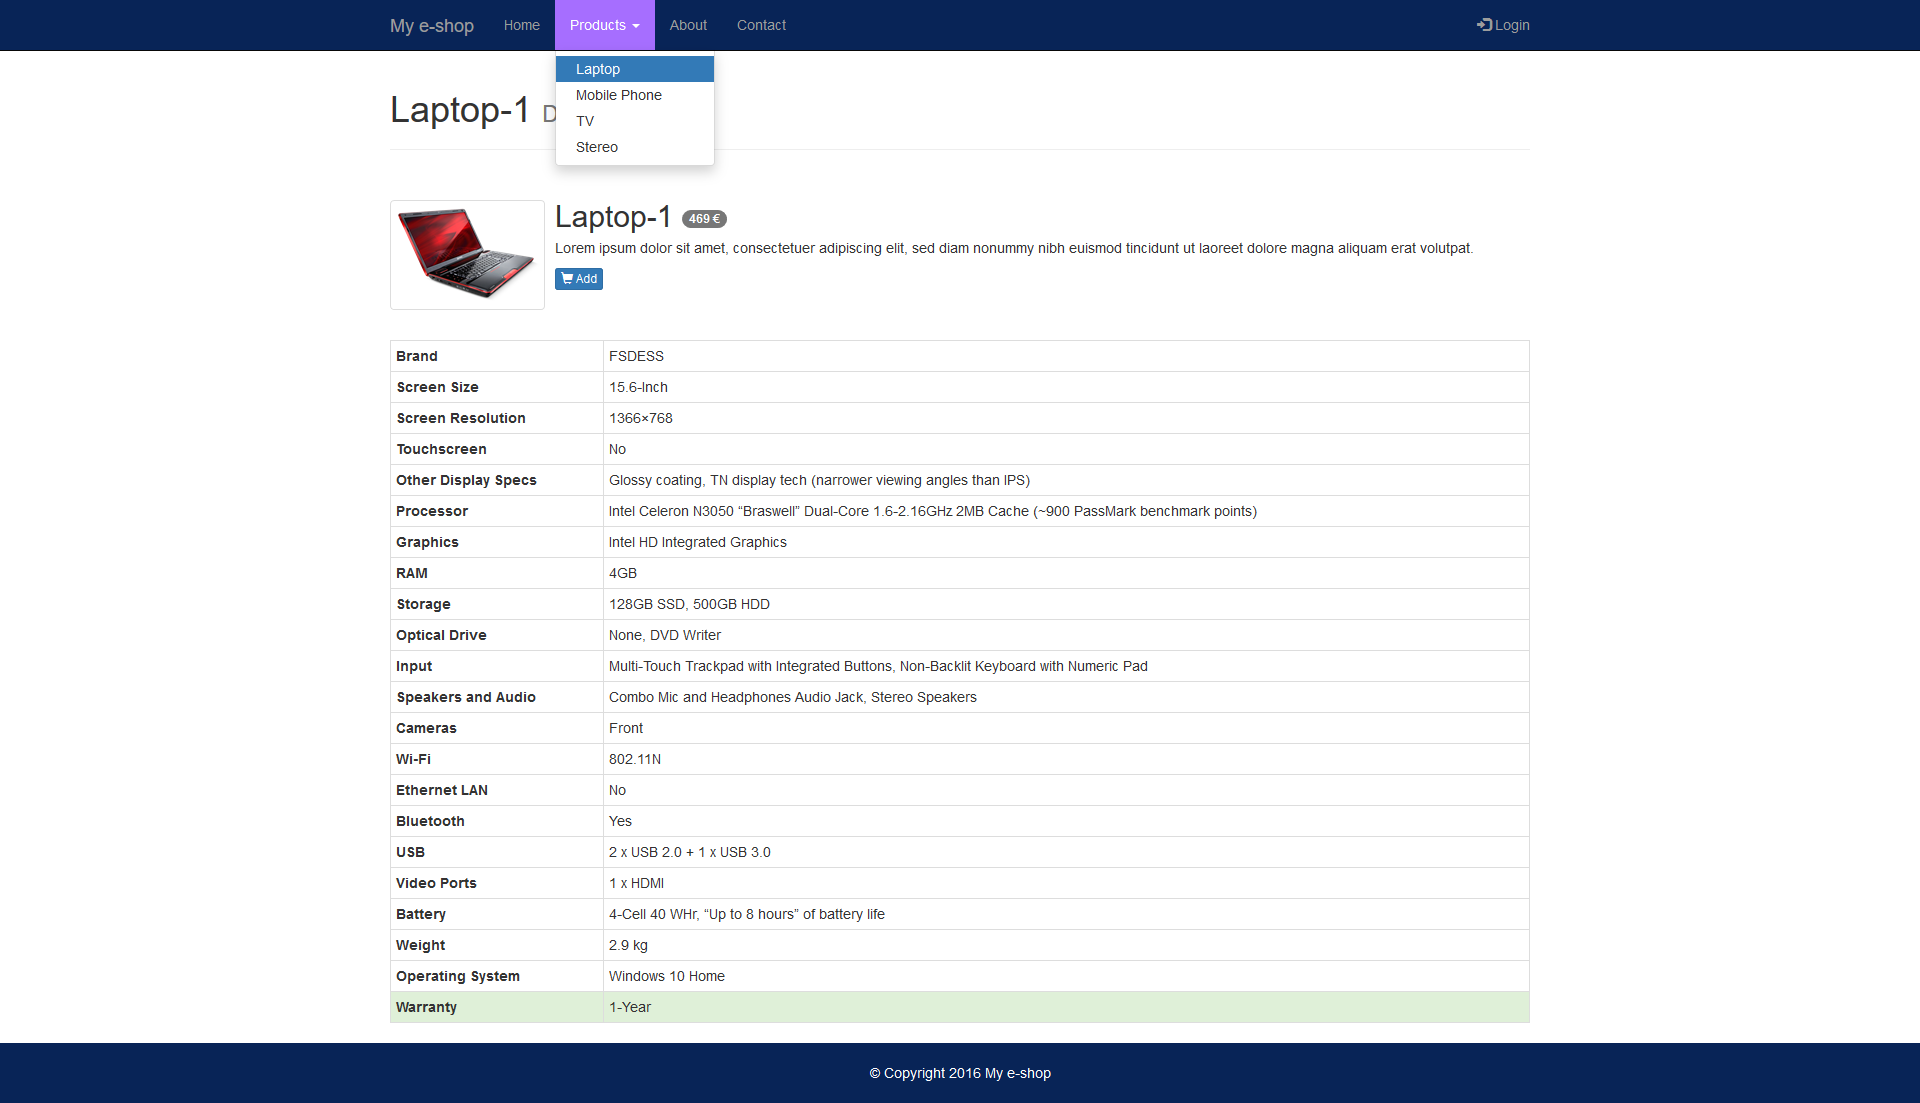 My e-shop Home Products About Contact Login
Laptop
Mobile Phone
TV
Stereo
Laptop-1 D
Laptop-1 469 €
Lorem ipsum dolor sit amet, consectetuer adipiscing elit, sed diam nonummy nibh euismod tincidunt ut laoreet dolore magna aliquam erat volutpat.
Add
Brand FSDESS
Screen Size 15.6-Inch
Screen Resolution 1366×768
Touchscreen No
Other Display Specs Glossy coating, TN display tech (narrower viewing angles than IPS)
Processor Intel Celeron N3050 “Braswell” Dual-Core 1.6-2.16GHz 2MB Cache (~900 PassMark benchmark points)
Graphics Intel HD Integrated Graphics
RAM 4GB
Storage 128GB SSD, 500GB HDD
Optical Drive None, DVD Writer
Input Multi-Touch Trackpad with Integrated Buttons, Non-Backlit Keyboard with Numeric Pad
Speakers and Audio Combo Mic and Headphones Audio Jack, Stereo Speakers
Cameras Front
Wi-Fi 802.11N
Ethernet LAN No
Bluetooth Yes
USB 2 x USB 2.0 + 1 x USB 3.0
Video Ports 1 x HDMI
Battery 4-Cell 40 WHr, “Up to 8 hours” of battery life
Weight 2.9 kg
Operating System Windows 10 Home
Warranty 1-Year
© Copyright 2016 My e-shop